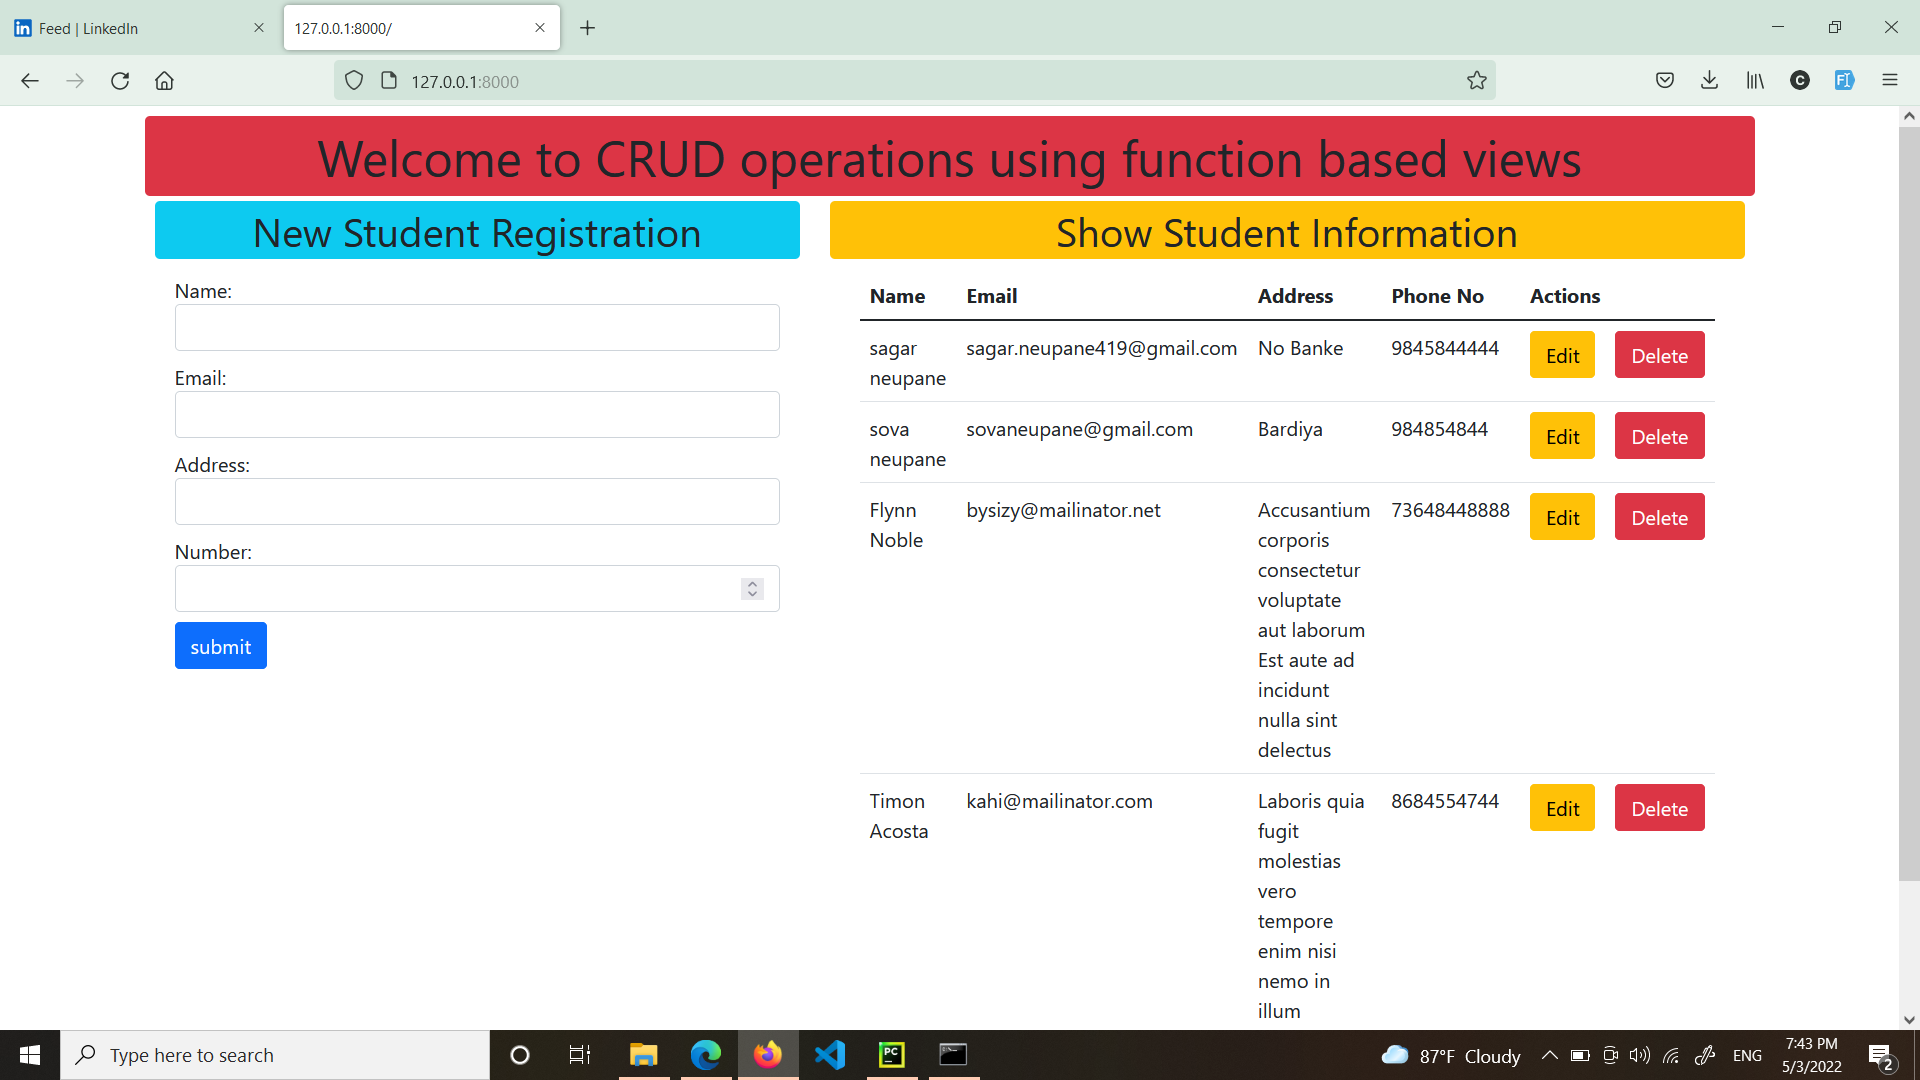 Feed | LinkedIn
127.0.0.1:8000/
127.0.0.1:8000
Welcome to CRUD operations using function based views
New Student Registration
Name:
Email:
Address:
Number:
submit
Show Student Information
Name Email Address Phone No Actions
sagar neupane419@gmail.com No Banke 9845844444 Edit Delete
neupane
sova sovaneupane@gmail.com Bardiya 984854844 Edit Delete
neupane
Flynn bysizy@mailinator.net Accusantium 73648448888 Edit Delete
Noble corporis
consectetur
voluptate
aut laborum
Est aute ad
incidunt
nulla sint
delectus
Timon kahi@mailinator.com Laboris quia 8684554744 Edit Delete
Acosta fugit
molestias
vero
tempore
enim nisi
nemo in
illum
Type here to search
87°F Cloudy
ENG
7:43 PM
5/3/2022
2